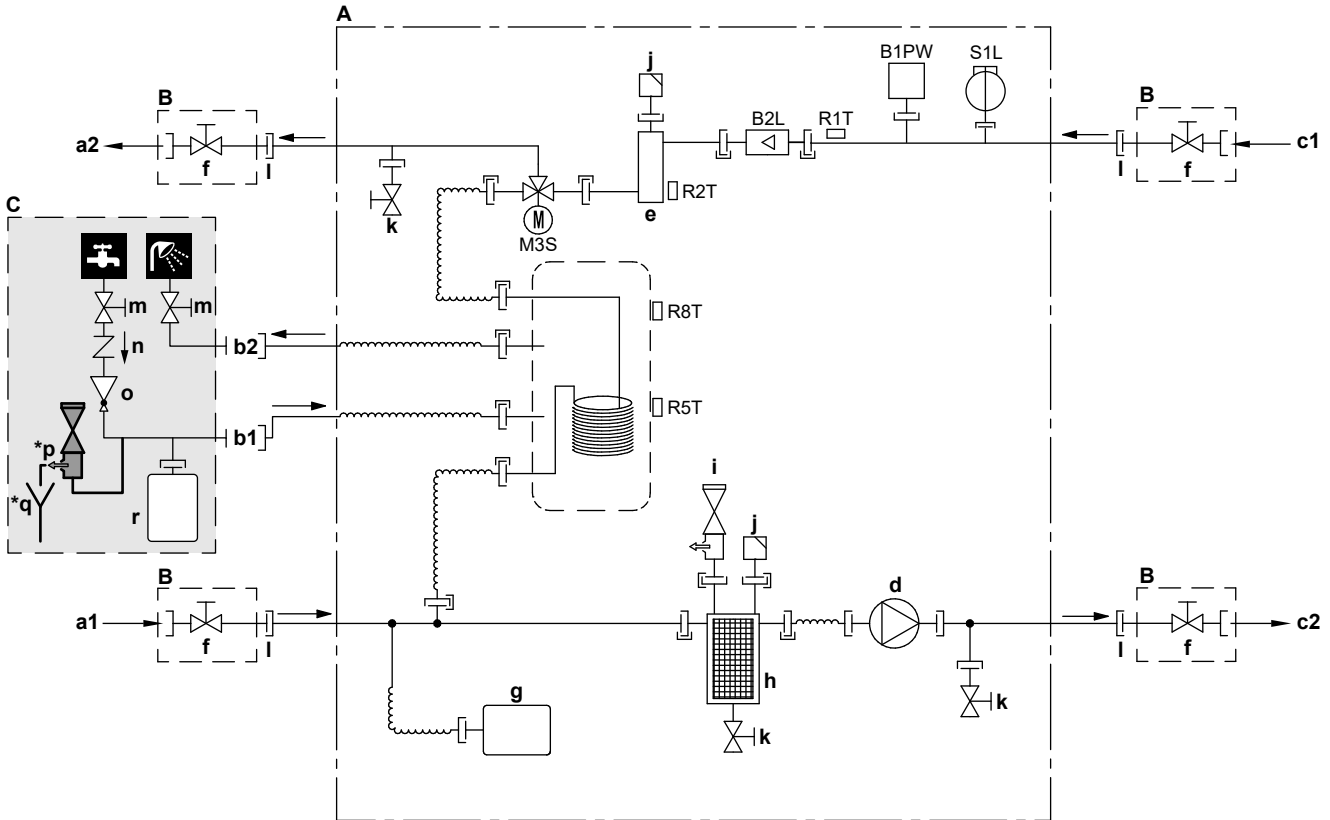 A
B1PW S1L
j
B B
B2L R1T
a2 c1
f l l f
R2T
C k e
M
M3S
m m R8T
b2
n
o
R5T
*p b1
i
*q j
r
B d B
a1 c2
f l l f
h
g k
k